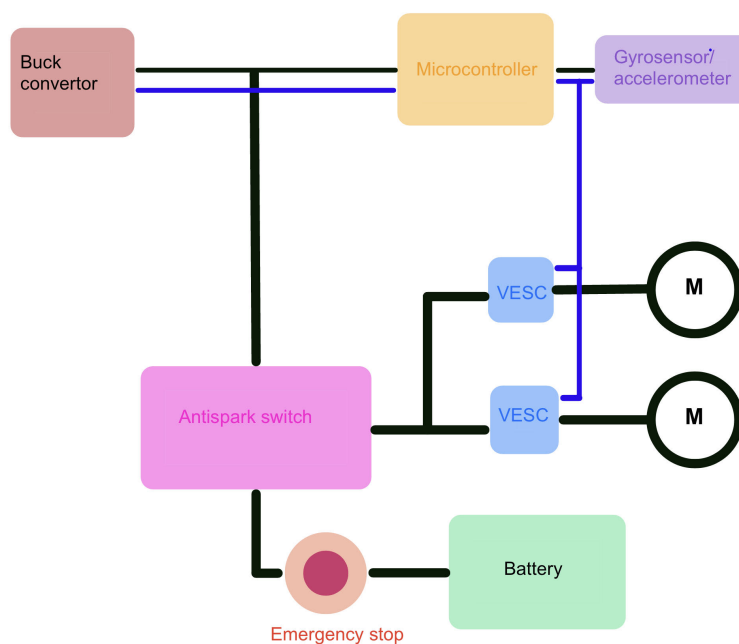 Buck
convertor
Microcontroller
Gyrosensor/
accelerometer
VESC
M
Antispark switch
VESC
M
Battery
Emergency stop